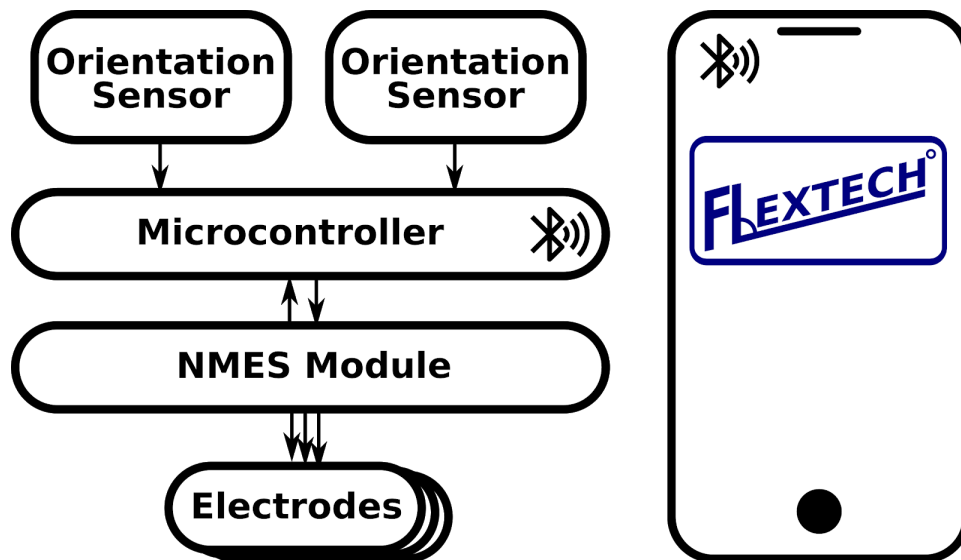 Orientation
Sensor
Orientation
Sensor
Microcontroller
NMES Module
Electrodes
FLEXTECH